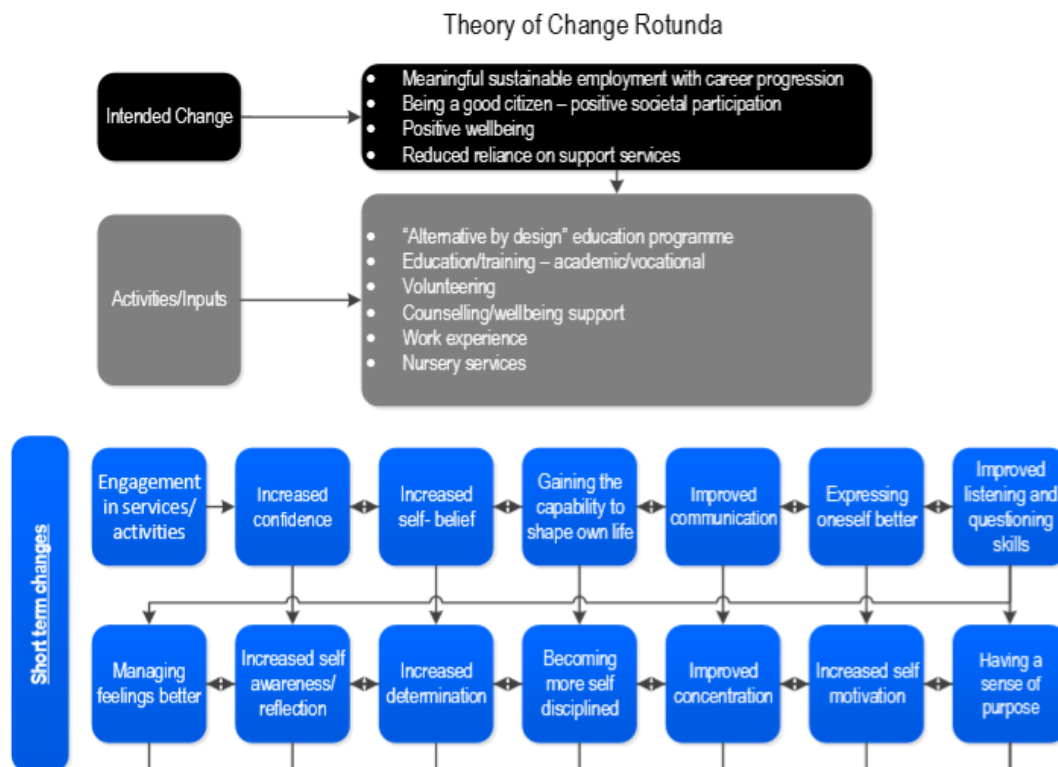 Theory of Change Rotunda
Intended Change
• Meaningful sustainable employment with career progression
• Being a good citizen – positive societal participation
• Positive wellbeing
• Reduced reliance on support services
Activities/Inputs
• “Alternative by design” education programme
• Education/training – academic/vocational
• Volunteering
• Counselling/wellbeing support
• Work experience
• Nursery services
Short term changes
Engagement
in services/
activities
Increased
confidence
Increased
self- belief
Gaining the
capability to
shape own life
Improved
communication
Expressing
oneself better
Improved
listening and
questioning
skills
Managing
feelings better
Increased self
awareness/
reflection
Increased
determination
Becoming
more self
disciplined
Improved
concentration
Increased self
motivation
Having a
sense of
purpose